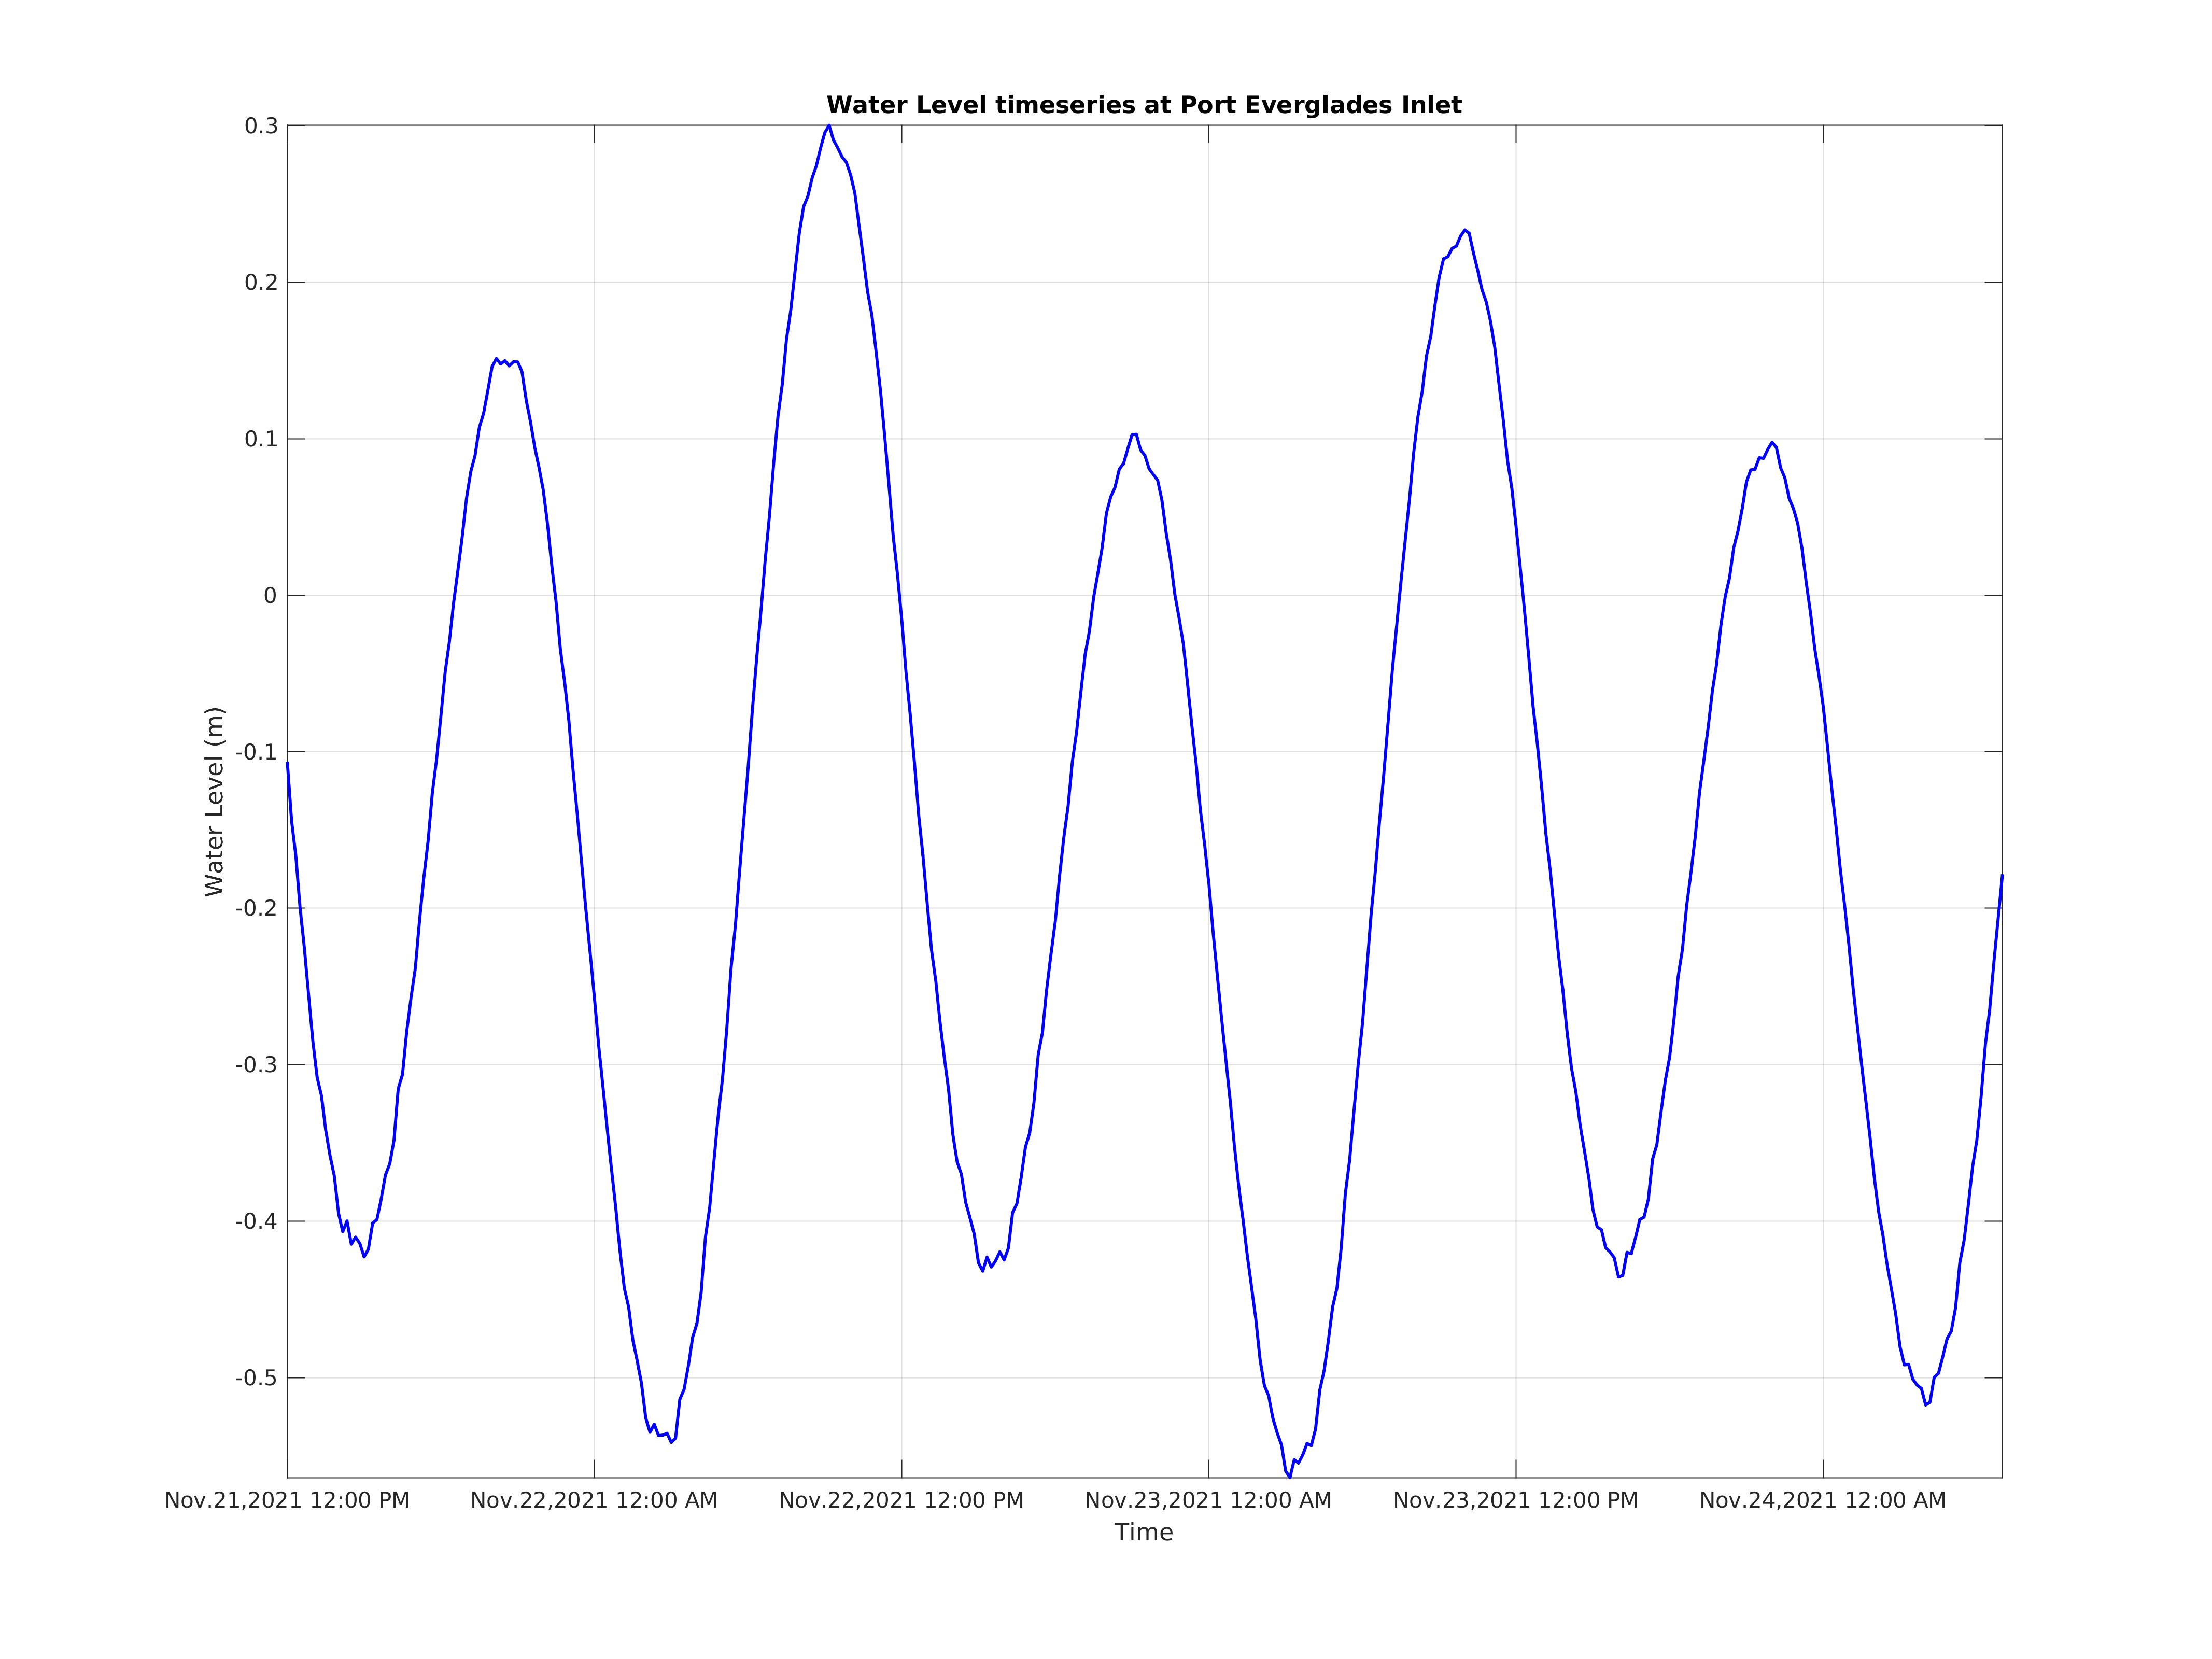 Water Level timeseries at Port Everglades Inlet
0.3
0.2
0.1
0
-0.1
-0.2
-0.3
-0.4
-0.5
Water Level (m)
Nov.21,2021 12:00 PM Nov.22,2021 12:00 AM Nov.22,2021 12:00 PM Nov.23,2021 12:00 AM Nov.23,2021 12:00 PM Nov.24,2021 12:00 AM
Time